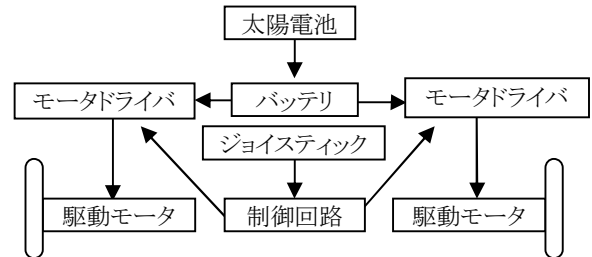 太陽電池
モータドライバ
バッテリ
モータドライバ
ジョイスティック
駆動モータ
制御回路
駆動モータ